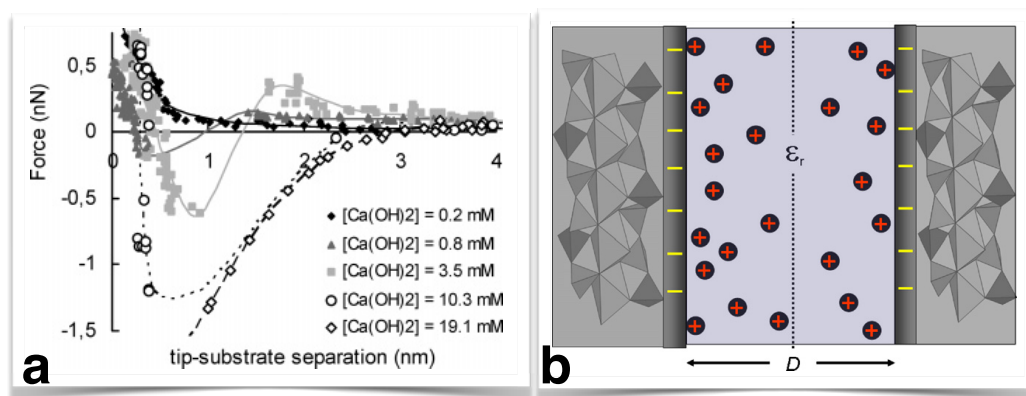 0,5
0
-0,5
-1
-1,5
Force (nN)
0 1 2 3 4
[Ca(OH)2] = 0.2 mM
[Ca(OH)2] = 0.8 mM
[Ca(OH)2] = 3.5 mM
[Ca(OH)2] = 10.3 mM
[Ca(OH)2] = 19.1 mM
tip-substrate separation (nm)
a
εr
D
b